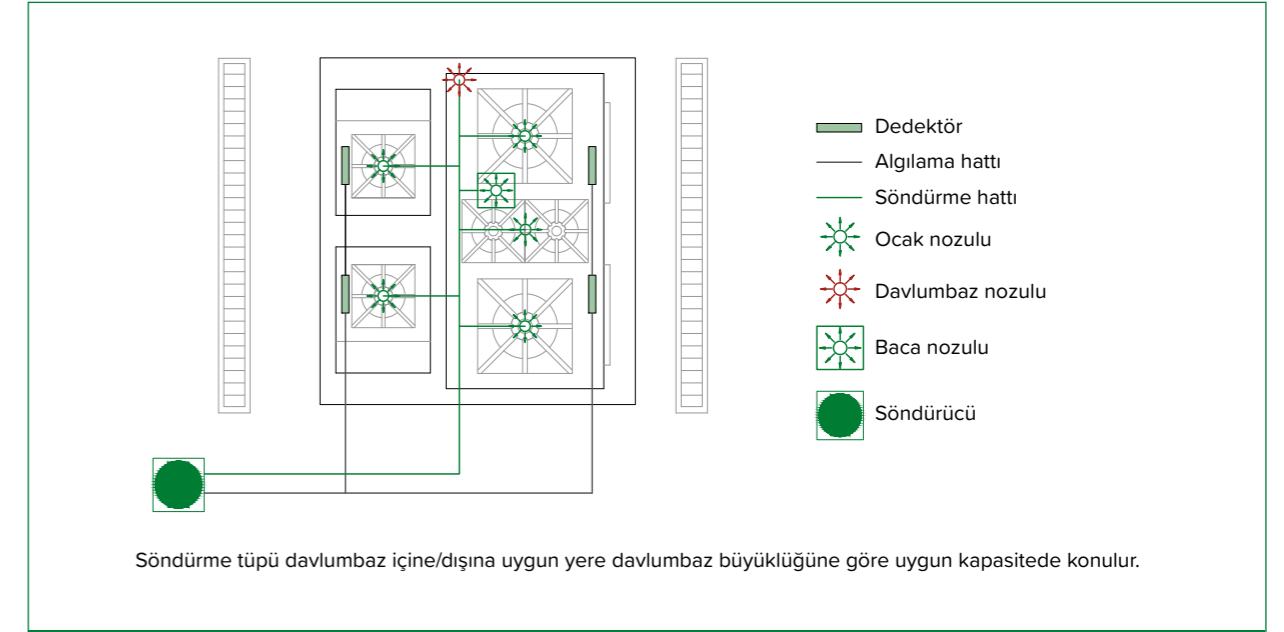 Dedektör
Algılama hattı
Söndürme hattı
Ocak nozulu
Davlumbaz nozulu
Baca nozulu
Söndürücü
Söndürme tüpü davlumbaz içine/dışına uygun yere davlumbaz büyüklüğüne göre uygun kapasitede konulur.